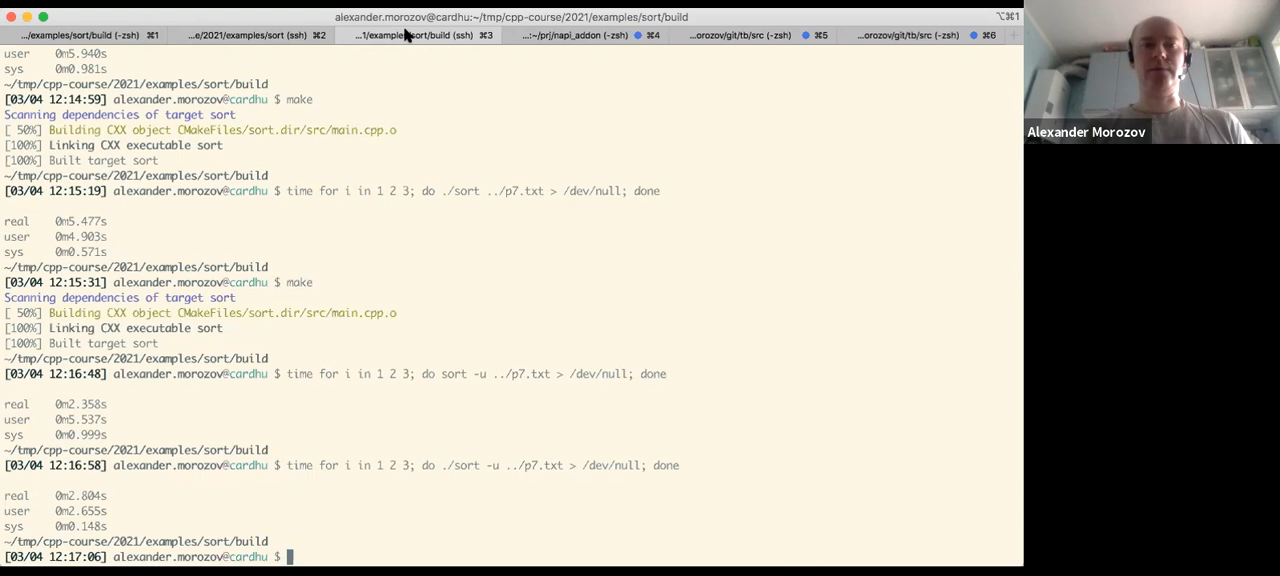 alexander.morozov@cardhu:~/tmp/cpp-course/2021/examples/sort/build
⌥⌘1
.../examples/sort/build (-zsh) ⌘1
...o/2021/examples/sort (ssh) ⌘2
...1/examples/sort/build (ssh) ⌘3
...:~/prj/napi_addon (-zsh) ⌘4
...orozov/git/tb/src (-zsh) ⌘5
...orozov/git/tb/src (-zsh) ⌘6
user 0m5.940s
sys 0m0.981s
~/tmp/cpp-course/2021/examples/sort/build
[03/04 12:14:59] alexander.morozov@cardhu $ make
Scanning dependencies of target sort
[ 50%] Building CXX object CMakeFiles/sort.dir/src/main.cpp.o
[100%] Linking CXX executable sort
[100%] Built target sort
~/tmp/cpp-course/2021/examples/sort/build
[03/04 12:15:19] alexander.morozov@cardhu $ time for i in 1 2 3; do ./sort ../p7.txt > /dev/null; done
real 0m5.477s
user 0m4.903s
sys 0m0.571s
~/tmp/cpp-course/2021/examples/sort/build
[03/04 12:15:31] alexander.morozov@cardhu $ make
Scanning dependencies of target sort
[ 50%] Building CXX object CMakeFiles/sort.dir/src/main.cpp.o
[100%] Linking CXX executable sort
[100%] Built target sort
~/tmp/cpp-course/2021/examples/sort/build
[03/04 12:16:48] alexander.morozov@cardhu $ time for i in 1 2 3; do sort -u ../p7.txt > /dev/null; done
real 0m2.358s
user 0m5.537s
sys 0m0.999s
~/tmp/cpp-course/2021/examples/sort/build
[03/04 12:16:58] alexander.morozov@cardhu $ time for i in 1 2 3; do ./sort -u ../p7.txt > /dev/null; done
real 0m2.804s
user 0m2.655s
sys 0m0.148s
~/tmp/cpp-course/2021/examples/sort/build
[03/04 12:17:06] alexander.morozov@cardhu $
Alexander Morozov